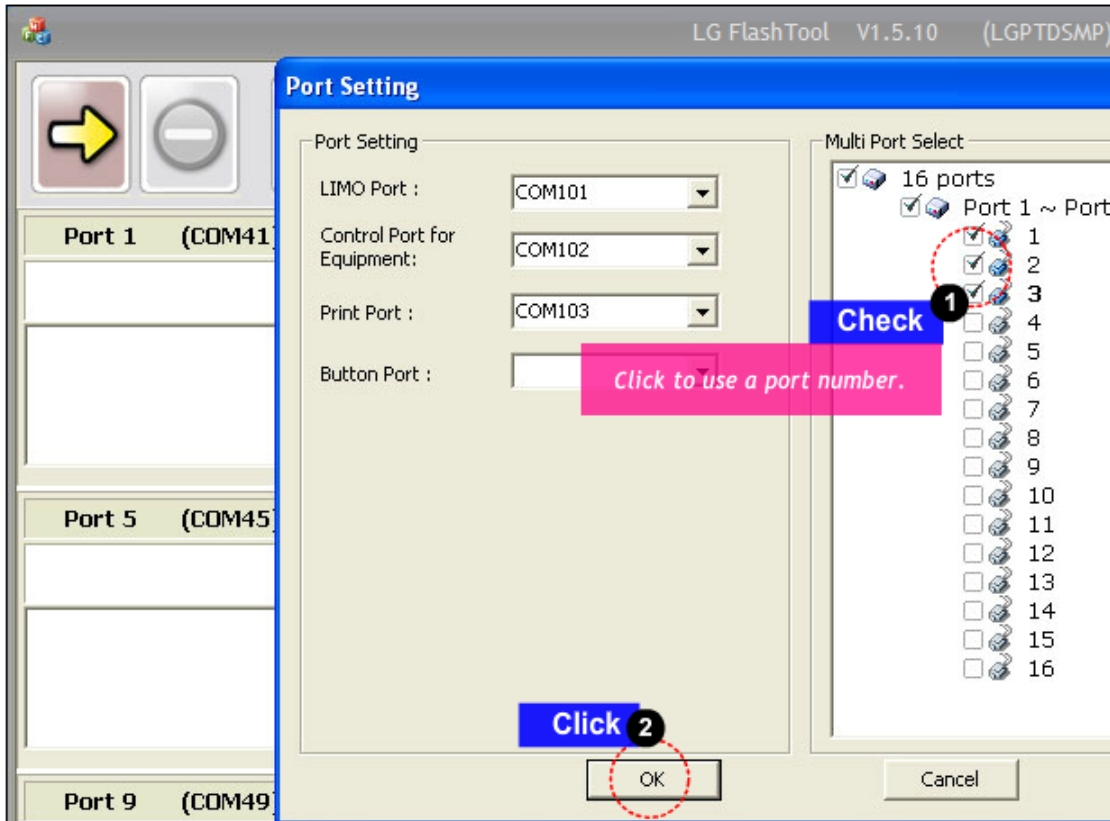 LG FlashTool V1.5.10 (LGPTDSMP)
Port Setting
Port 1 (COM41)
Port 5 (COM45)
Port 9 (COM49)
Port Setting
LIMO Port :
COM101
Control Port for
Equipment:
COM102
Print Port :
COM103
Button Port :
Multi Port Select
16 ports
Port 1 ~ Port
1
2
3
4
5
6
7
8
9
10
11
12
13
14
15
16
1
Check
Click to use a port number.
Click 2
OK
Cancel